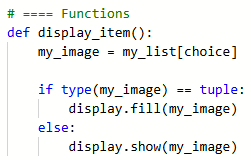 # ==== Functions
def display_item():
    my_image = my_list[choice]

    if type(my_image) == tuple:
        display.fill(my_image)
    else:
        display.show(my_image)